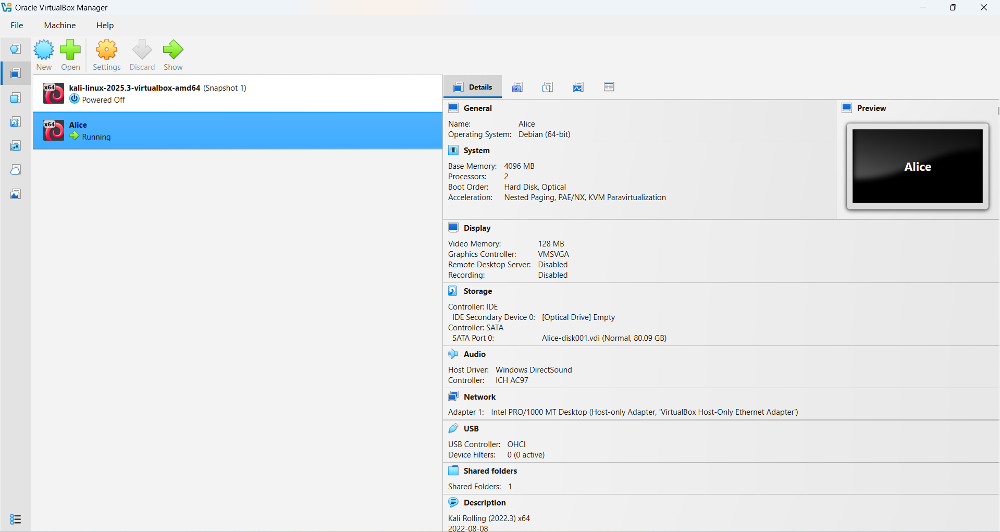 Oracle VirtualBox Manager
File Machine Help
New Open Settings Discard Show
x64 kali-linux-2025.3-virtualbox-amd64 (Snapshot 1)
Powered Off
x64 Alice
Running
Details
General
Name: Alice
Operating System: Debian (64-bit)
System
Base Memory: 4096 MB
Processors: 2
Boot Order: Hard Disk, Optical
Acceleration: Nested Paging, PAE/NX, KVM Paravirtualization
Preview
Alice
Display
Video Memory: 128 MB
Graphics Controller: VMSVGA
Remote Desktop Server: Disabled
Recording: Disabled
Storage
Controller: IDE
IDE Secondary Device 0: [Optical Drive] Empty
Controller: SATA
SATA Port 0: Alice-disk001.vdi (Normal, 80.09 GB)
Audio
Host Driver: Windows DirectSound
Controller: ICH AC97
Network
Adapter 1: Intel PRO/1000 MT Desktop (Host-only Adapter, 'VirtualBox Host-Only Ethernet Adapter')
USB
USB Controller: OHCI
Device Filters: 0 (0 active)
Shared folders
Shared Folders: 1
Description
Kali Rolling (2022.3) x64
2022-08-08